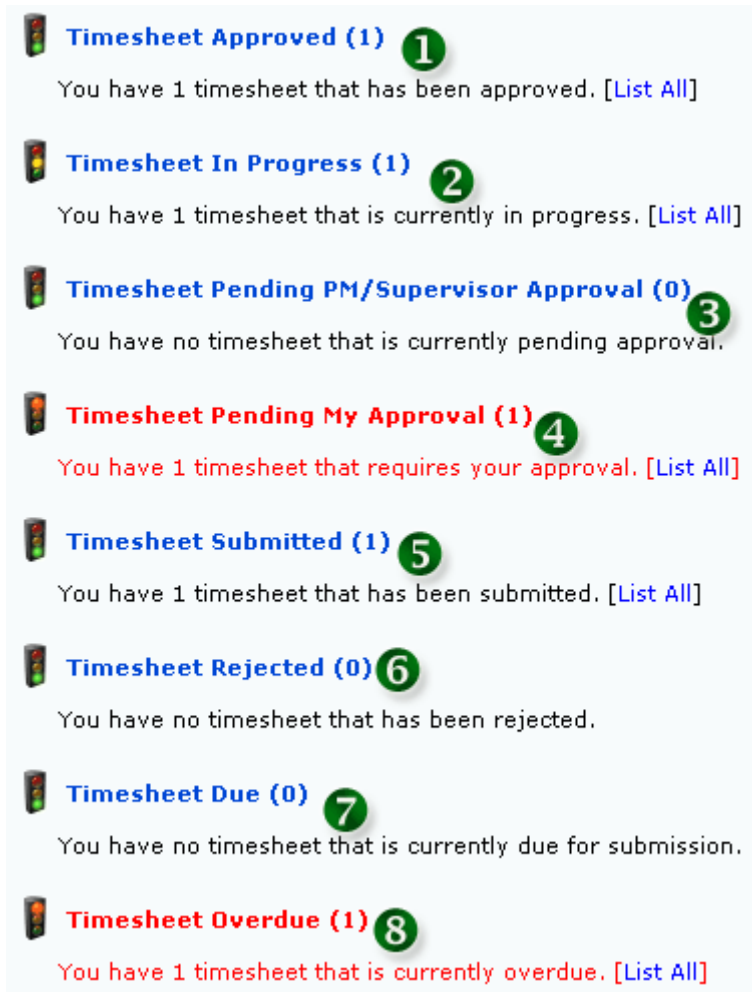 Timesheet Approved (1) 1
You have 1 timesheet that has been approved. [List All]
Timesheet In Progress (1) 2
You have 1 timesheet that is currently in progress. [List All]
Timesheet Pending PM/Supervisor Approval (0) 3
You have no timesheet that is currently pending approval.
Timesheet Pending My Approval (1) 4
You have 1 timesheet that requires your approval. [List All]
Timesheet Submitted (1) 5
You have 1 timesheet that has been submitted. [List All]
Timesheet Rejected (0) 6
You have no timesheet that has been rejected.
Timesheet Due (0) 7
You have no timesheet that is currently due for submission.
Timesheet Overdue (1) 8
You have 1 timesheet that is currently overdue. [List All]